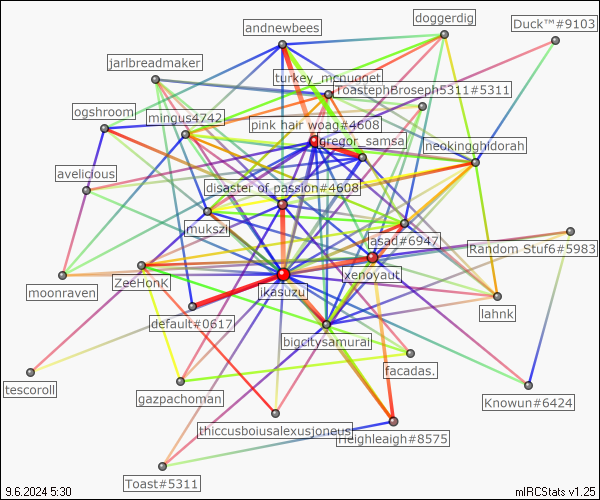 doggerdig
Duck™#9103
andnewbees
jarlbreadmaker
turkey_mcnugget
ToastephBroseph5311#5311
ogshroom
mingus4742
pink hair woag#4608
gregor_samsa
neokingghidorah
avelicious
disaster of passion#4608
mukszi
asad#6947
Random Stuf6#5983
moonraven
ZeeHonK
xenoyaut
ikasuzu
lahnk
default#0617
bigcitysamurai
tescoroll
facadas.
gazpachoman
Knowun#6424
thiccusboiusalexusjoneus
Heighleaigh#8575
Toast#5311
9.6.2024 5:30
mIRCStats v1.25